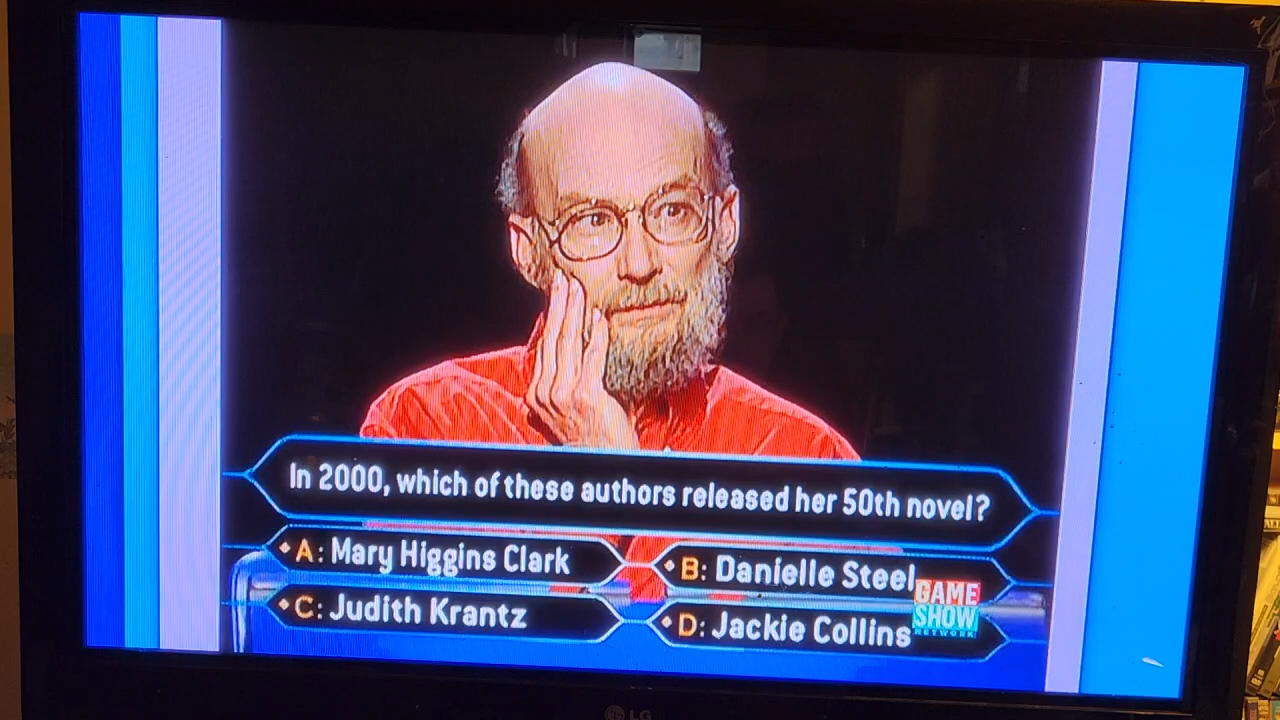 In 2000, which of these authors released her 50th novel?
A: Mary Higgins Clark
B: Danielle Steel
C: Judith Krantz
D: Jackie Collins
GAME
SHOW
NETWORK
LG